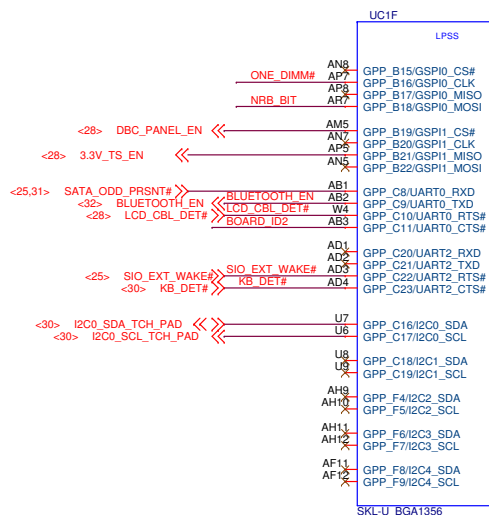 UC1F
LPSS
AN8 GPP_B15/GSPI0_CS#
ONE_DIMM# AP7 GPP_B16/GSPI0_CLK
AP8 GPP_B17/GSPI0_MISO
NRB_BIT AR7 GPP_B18/GSPI0_MOSI
<28> DBC_PANEL_EN AM5 GPP_B19/GSPI1_CS#
AN7 GPP_B20/GSPI1_CLK
<28> 3.3V_TS_EN AP5 GPP_B21/GSPI1_MISO
AN5 GPP_B22/GSPI1_MOSI
<25,31> SATA_ODD_PRSNT# AB1 GPP_C8/UART0_RXD
<32> BLUETOOTH_EN BLUETOOTH_EN AB2 GPP_C9/UART0_TXD
<28> LCD_CBL_DET# LCD_CBL_DET# W4 GPP_C10/UART0_RTS#
BOARD_ID2 AB3 GPP_C11/UART0_CTS#
AD1 GPP_C20/UART2_RXD
AD2 GPP_C21/UART2_TXD
<25> SIO_EXT_WAKE# SIO_EXT_WAKE# AD3 GPP_C22/UART2_RTS#
<30> KB_DET# KB_DET# AD4 GPP_C23/UART2_CTS#
<30> I2C0_SDA_TCH_PAD U7 GPP_C16/I2C0_SDA
<30> I2C0_SCL_TCH_PAD U6 GPP_C17/I2C0_SCL
U8 GPP_C18/I2C1_SDA
U9 GPP_C19/I2C1_SCL
AH9 GPP_F4/I2C2_SDA
AH10 GPP_F5/I2C2_SCL
AH11 GPP_F6/I2C3_SDA
AH12 GPP_F7/I2C3_SCL
AF11 GPP_F8/I2C4_SDA
AF12 GPP_F9/I2C4_SCL
SKL-U_BGA1356